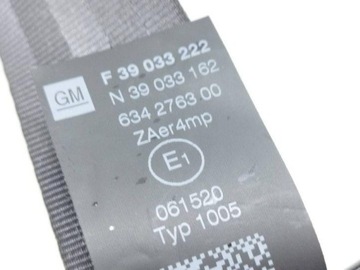 GM
F 39 033 222
N 39 033 162
634 2763 00
ZAer4mp
E1
061520
Typ 1005